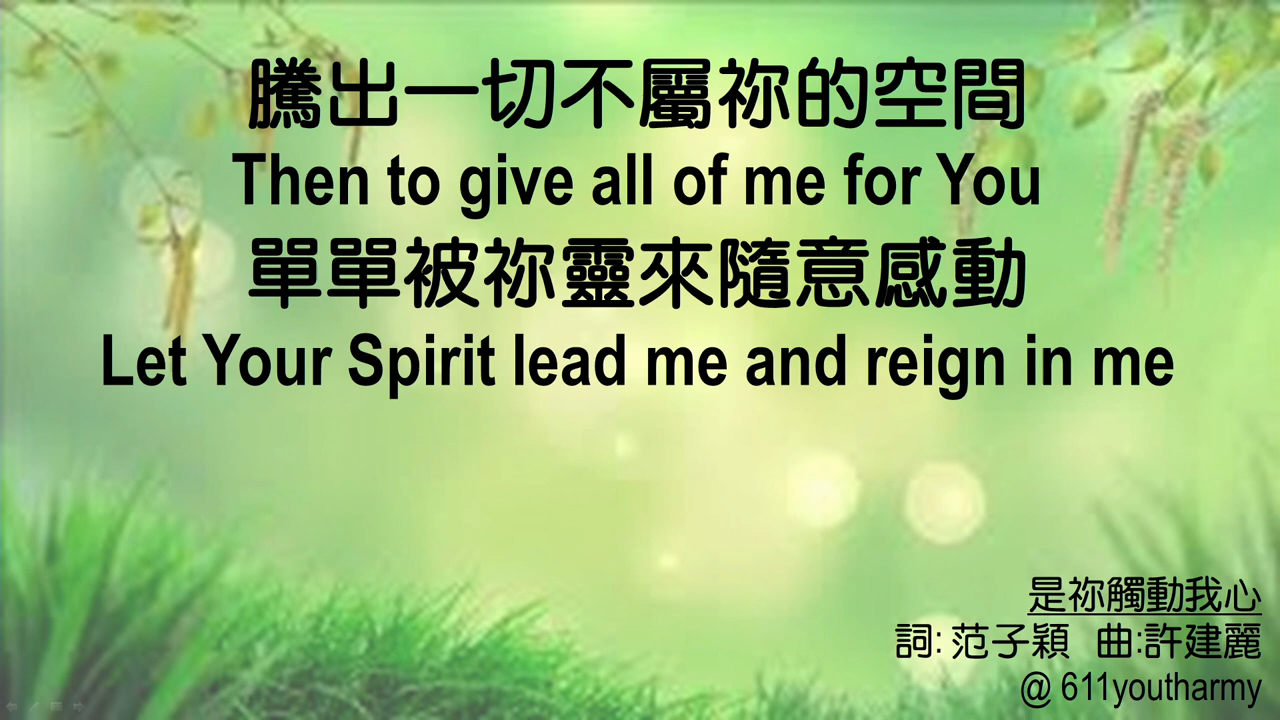 騰出一切不屬祢的空間
Then to give all of me for You
單單被祢靈來隨意感動
Let Your Spirit lead me and reign in me
是祢觸動我心
詞: 范子穎 曲:許建麗
@ 611youtharmy